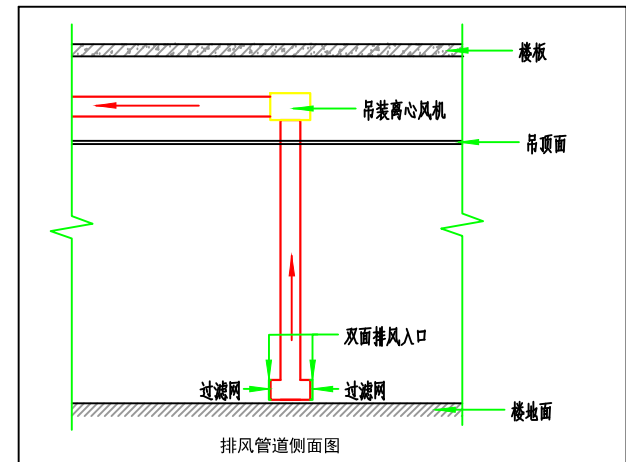 楼板
吊装离心风机
吊顶面
双面排风入口
过滤网 过滤网
楼地面
排风管道侧面图